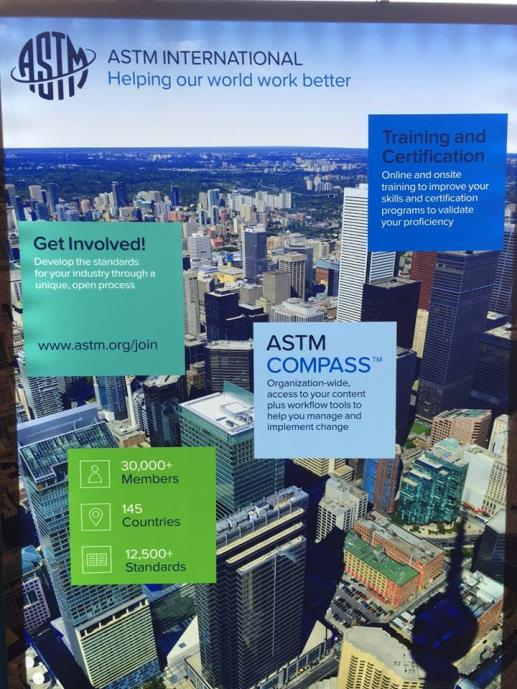 ASTM
ASTM INTERNATIONAL
Helping our world work better
Training and
Certification
Online and onsite
training to improve your
skills and certification
programs to validate
your proficiency
Get Involved!
Develop the standards
for your industry through a
unique, open process
www.astm.org/join
ASTM
COMPASS™
Organization-wide,
access to your content
plus workflow tools to
help you manage and
implement change
30,000+
Members
145
Countries
12,500+
Standards